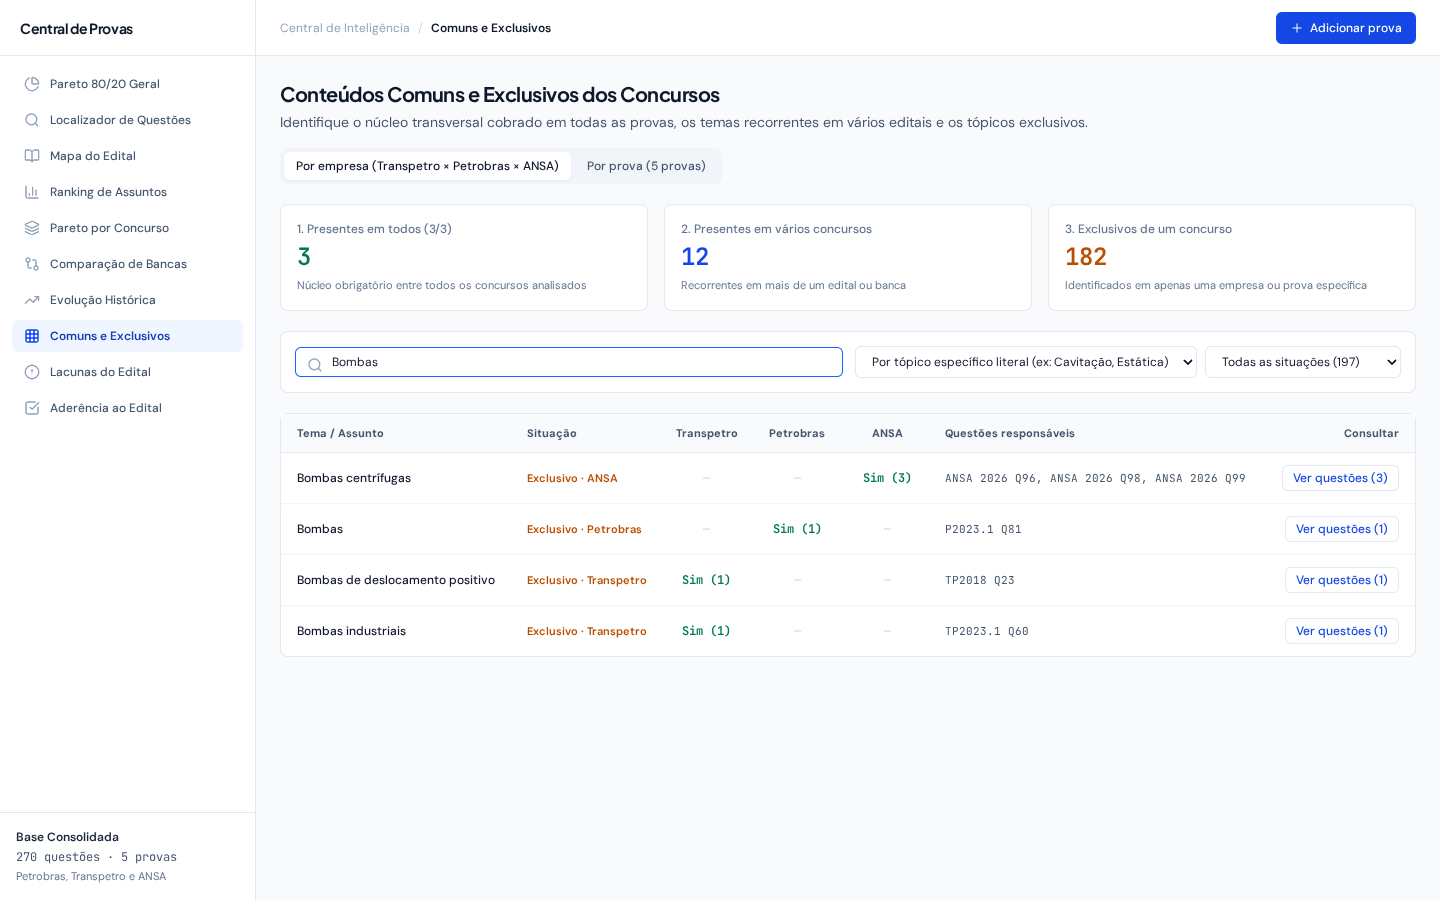 Central de Provas
Central de Inteligência / Comuns e Exclusivos
Adicionar prova
Pareto 80/20 Geral
Localizador de Questões
Mapa do Edital
Ranking de Assuntos
Pareto por Concurso
Comparação de Bancas
Evolução Histórica
Comuns e Exclusivos
Lacunas do Edital
Aderência ao Edital
Base Consolidada
270 questões · 5 provas
Petrobras, Transpetro e ANSA
Conteúdos Comuns e Exclusivos dos Concursos
Identifique o núcleo transversal cobrado em todas as provas, os temas recorrentes em vários editais e os tópicos exclusivos.
Por empresa (Transpetro × Petrobras × ANSA) Por prova (5 provas)
1. Presentes em todos (3/3)
3
Núcleo obrigatório entre todos os concursos analisados
2. Presentes em vários concursos
12
Recorrentes em mais de um edital ou banca
3. Exclusivos de um concurso
182
Identificados em apenas uma empresa ou prova específica
Bombas Por tópico específico literal (ex: Cavitação, Estática) Todas as situações (197)
Tema / Assunto Situação Transpetro Petrobras ANSA Questões responsáveis Consultar
Bombas centrífugas Exclusivo · ANSA — — Sim (3) ANSA 2026 Q96, ANSA 2026 Q98, ANSA 2026 Q99 Ver questões (3)
Bombas Exclusivo · Petrobras — Sim (1) — P2023.1 Q81 Ver questões (1)
Bombas de deslocamento positivo Exclusivo · Transpetro Sim (1) — — TP2018 Q23 Ver questões (1)
Bombas industriais Exclusivo · Transpetro Sim (1) — — TP2023.1 Q60 Ver questões (1)